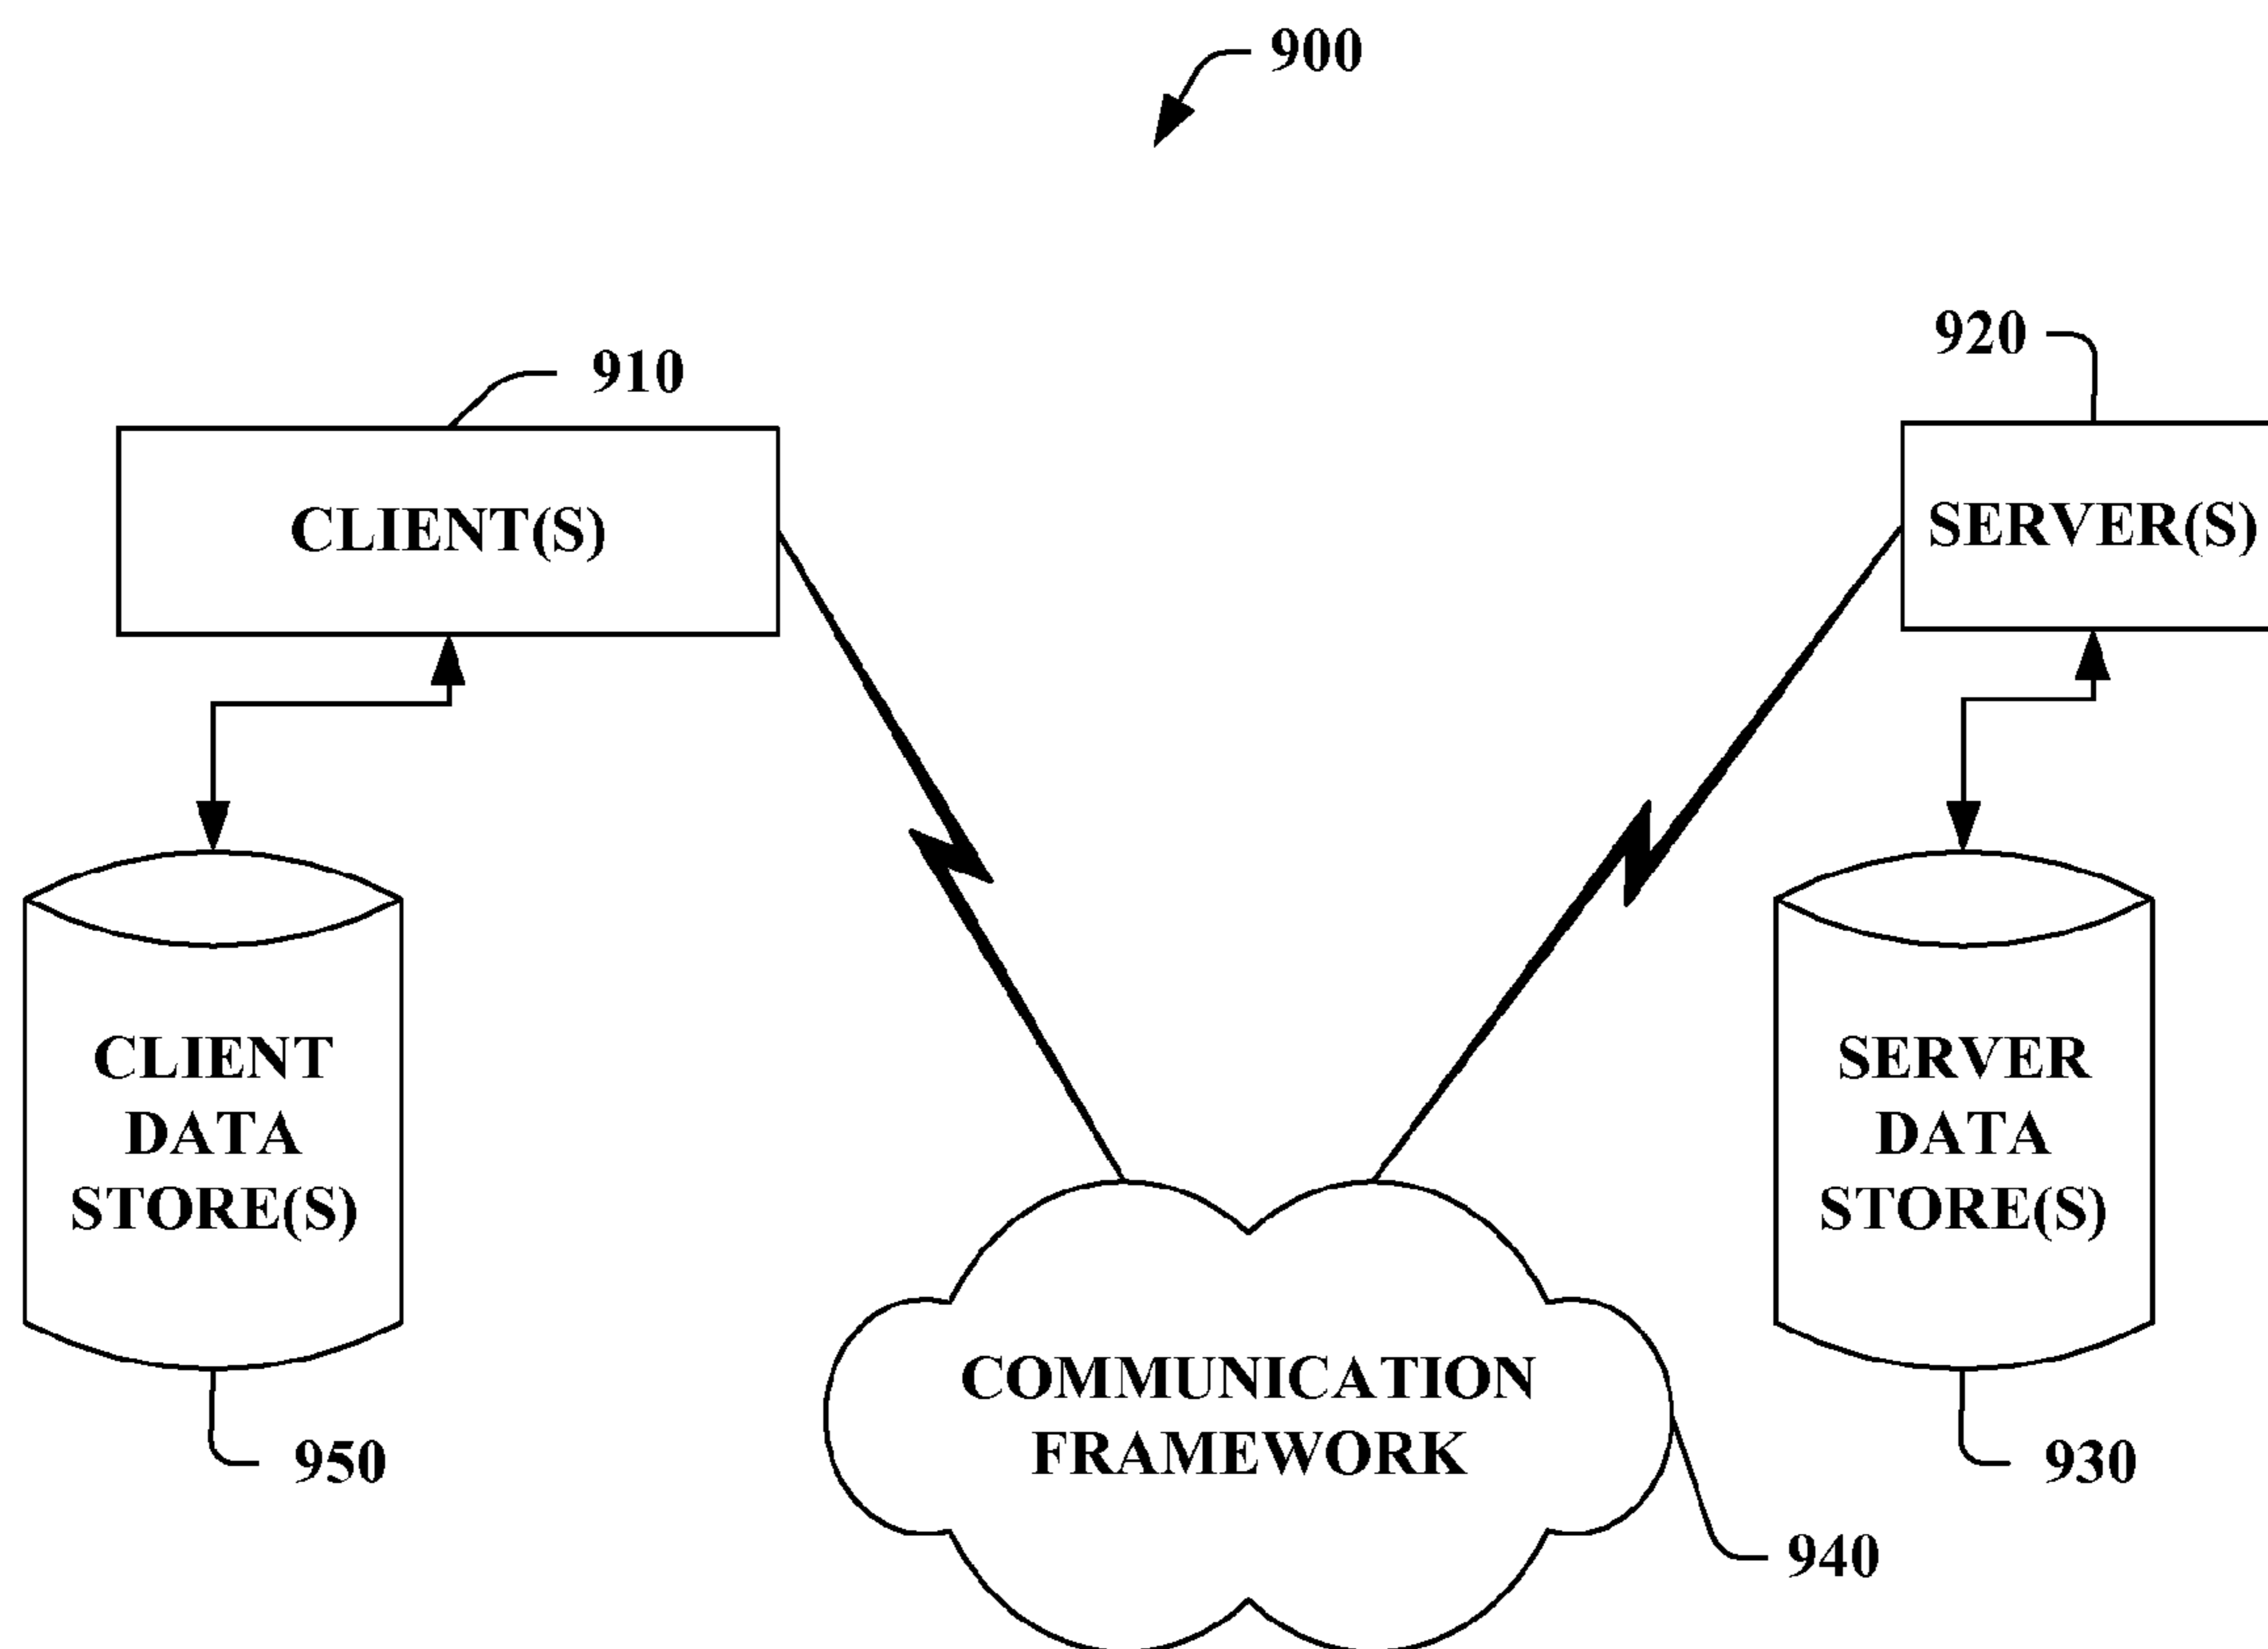 900
910
920
CLIENT(S)
SERVER(S)
CLIENT
DATA
STORE(S)
SERVER
DATA
STORE(S)
COMMUNICATION
FRAMEWORK
950
930
940